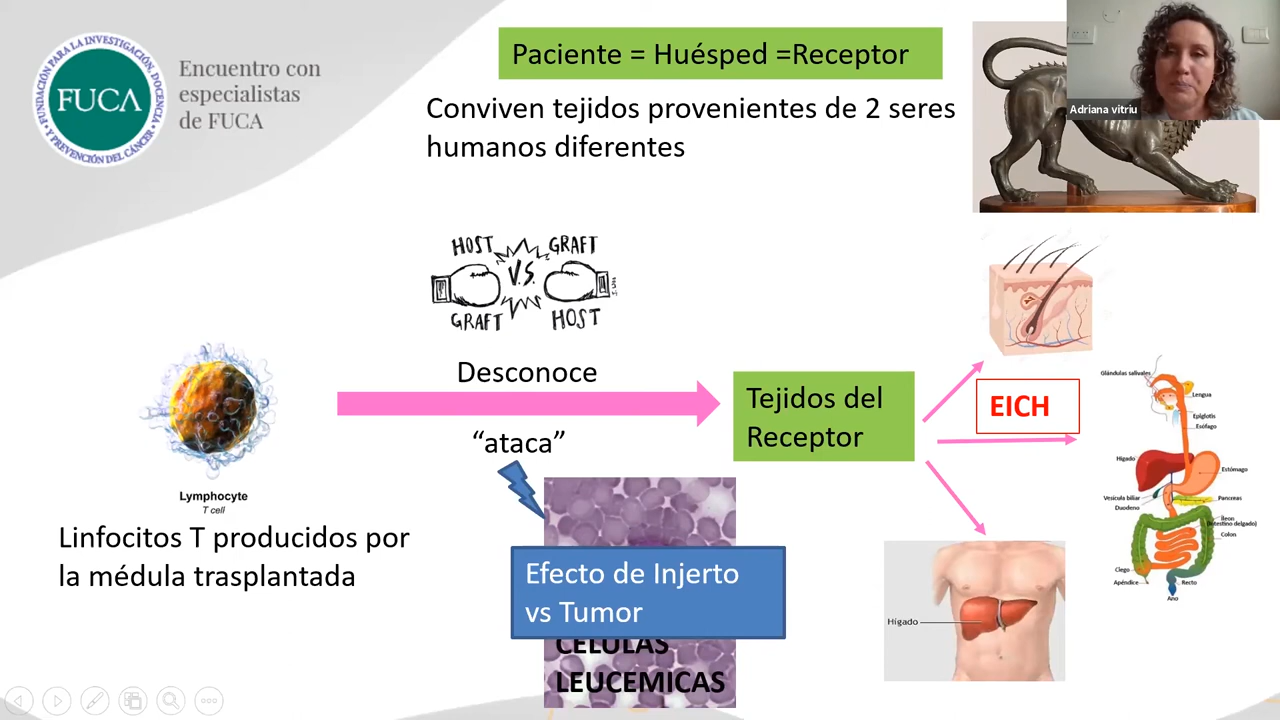 FUNDACIÓN PARA LA INVESTIGACIÓN, DOCENCIA
Y PREVENCIÓN DEL CÁNCER
FUCA
Encuentro con
especialistas
de FUCA
Paciente = Huésped =Receptor
Conviven tejidos provenientes de 2 seres
humanos diferentes
Adriana vitriu
HOST GRAFT
V.S.
GRAFT HOST
Desconoce
“ataca”
Tejidos del
Receptor
EICH
Lymphocyte
T cell
Linfocitos T producidos por
la médula trasplantada
Efecto de Injerto
vs Tumor
CELULAS
LEUCEMICAS
Hígado
Glándulas salivales
Lengua
Epiglotis
Esófago
Hígado
Estómago
Vesícula biliar
Pancreas
Duodeno
Íleon
(Intestino delgado)
Colon
Ciego
Apéndice
Recto
Ano